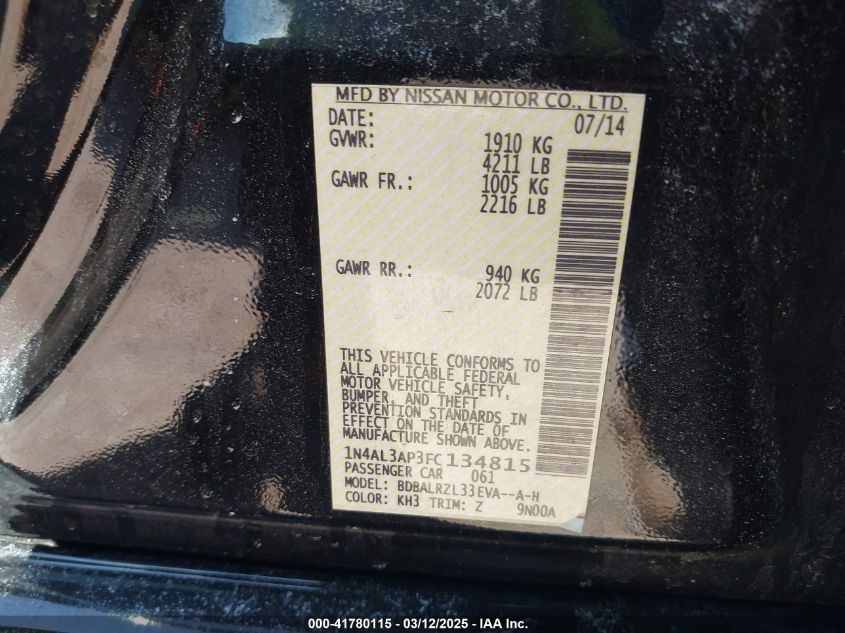 MFD BY NISSAN MOTOR CO., LTD.
DATE: 07/14
GVWR: 1910 KG
4211 LB
GAWR FR.: 1005 KG
2216 LB
GAWR RR.: 940 KG
2072 LB
THIS VEHICLE CONFORMS TO
ALL APPLICABLE FEDERAL
MOTOR VEHICLE SAFETY,
BUMPER, AND THEFT
PREVENTION STANDARDS IN
EFFECT ON THE DATE OF
MANUFACTURE SHOWN ABOVE.
1N4AL3AP3FC134815
PASSENGER CAR 061
MODEL: BDBALRZL33EVA--A-H
COLOR: KH3 TRIM: Z 9N00A
000-41780115 - 03/12/2025 - IAA Inc.